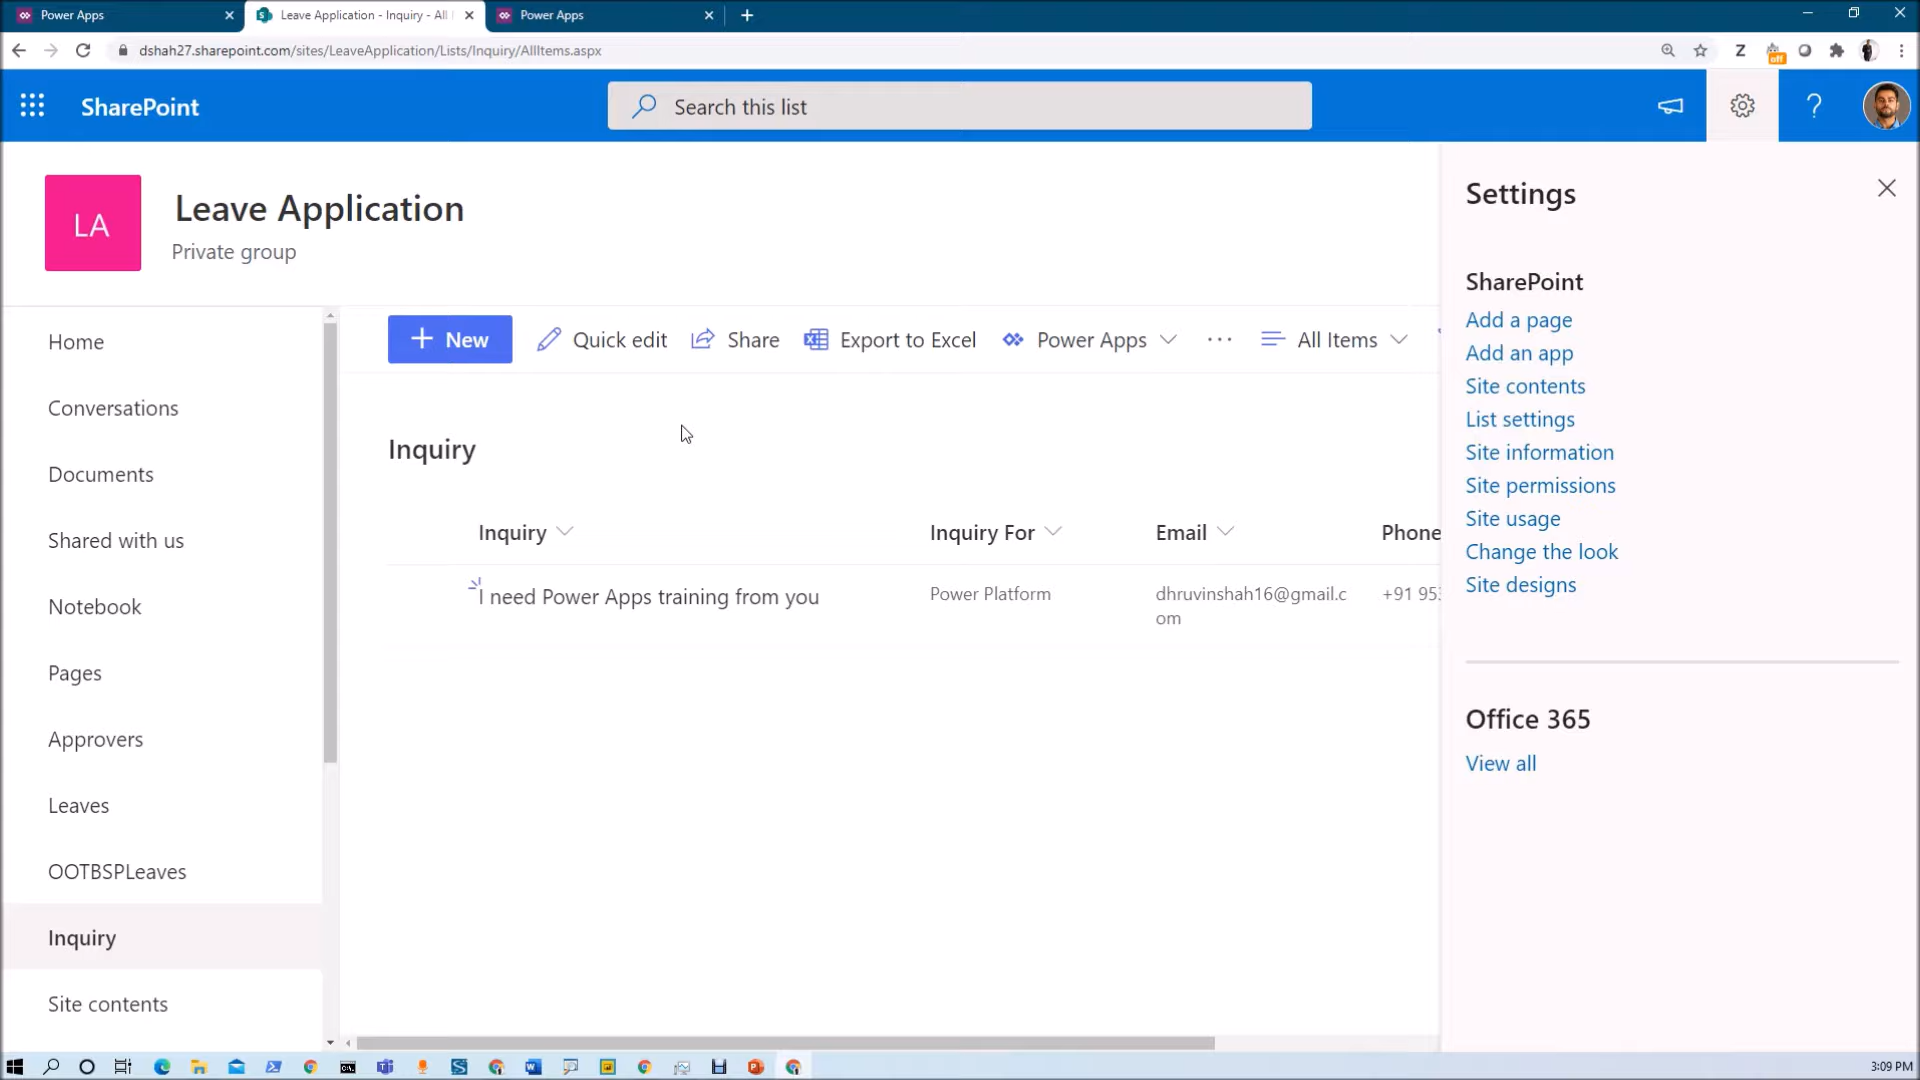 Power Apps
Leave Application - Inquiry - All
Power Apps
dshah27.sharepoint.com/sites/LeaveApplication/Lists/Inquiry/AllItems.aspx
Z
off
SharePoint
Search this list
?
LA
Leave Application
Private group
Settings
SharePoint
Add a page
Add an app
Site contents
List settings
Site information
Site permissions
Site usage
Change the look
Site designs
Office 365
View all
Home
Conversations
Documents
Shared with us
Notebook
Pages
Approvers
Leaves
OOTBSPLeaves
Inquiry
Site contents
+ New
Quick edit
Share
Export to Excel
Power Apps
...
All Items
Inquiry
Inquiry
Inquiry For
Email
Phone
I need Power Apps training from you
Power Platform
dhruvinshah16@gmail.c
om
+91 95
3:09 PM